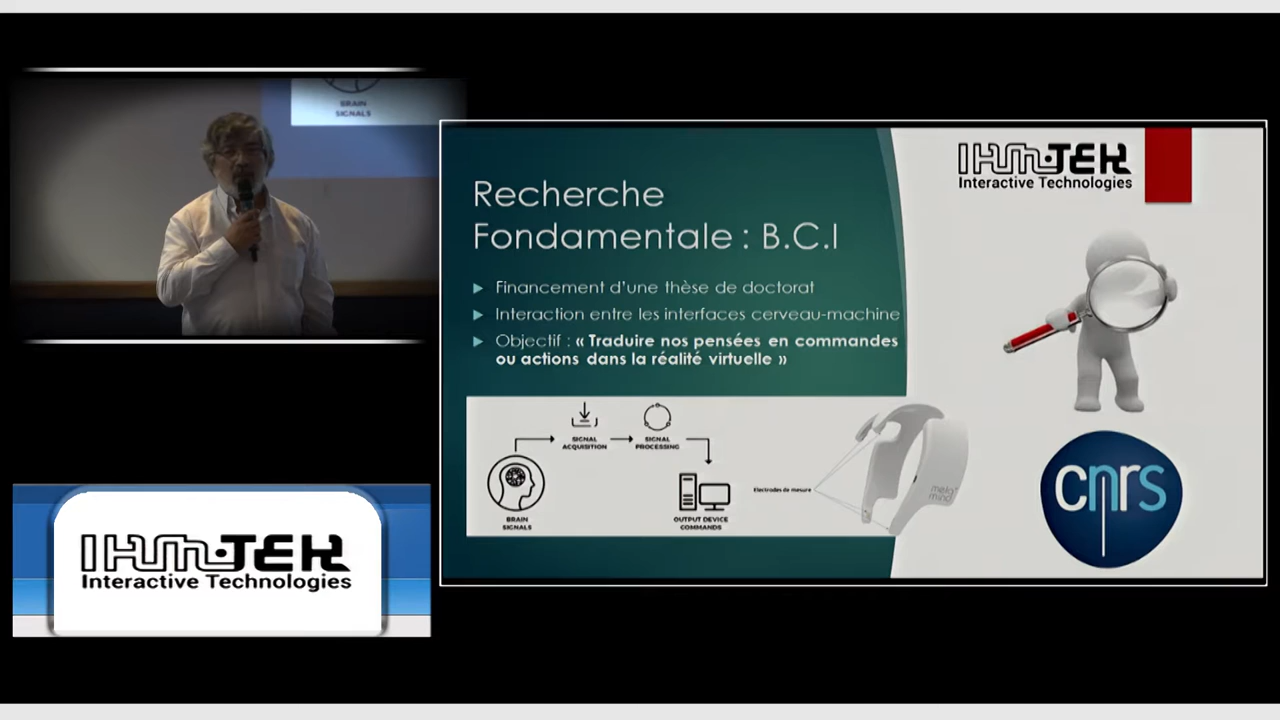 BRAIN
SIGNALS
IHM·TEK
Interactive Technologies
Recherche
Fondamentale : B.C.I
Financement d'une thèse de doctorat
Interaction entre les interfaces cerveau-machine
Objectif : « Traduire nos pensées en commandes
ou actions dans la réalité virtuelle »
SIGNAL
ACQUISITION
SIGNAL
PROCESSING
BRAIN
SIGNALS
OUTPUT DEVICE
COMMANDS
Electrodes de mesure
meta
mind
cnrs
IHM·TEK
Interactive Technologies